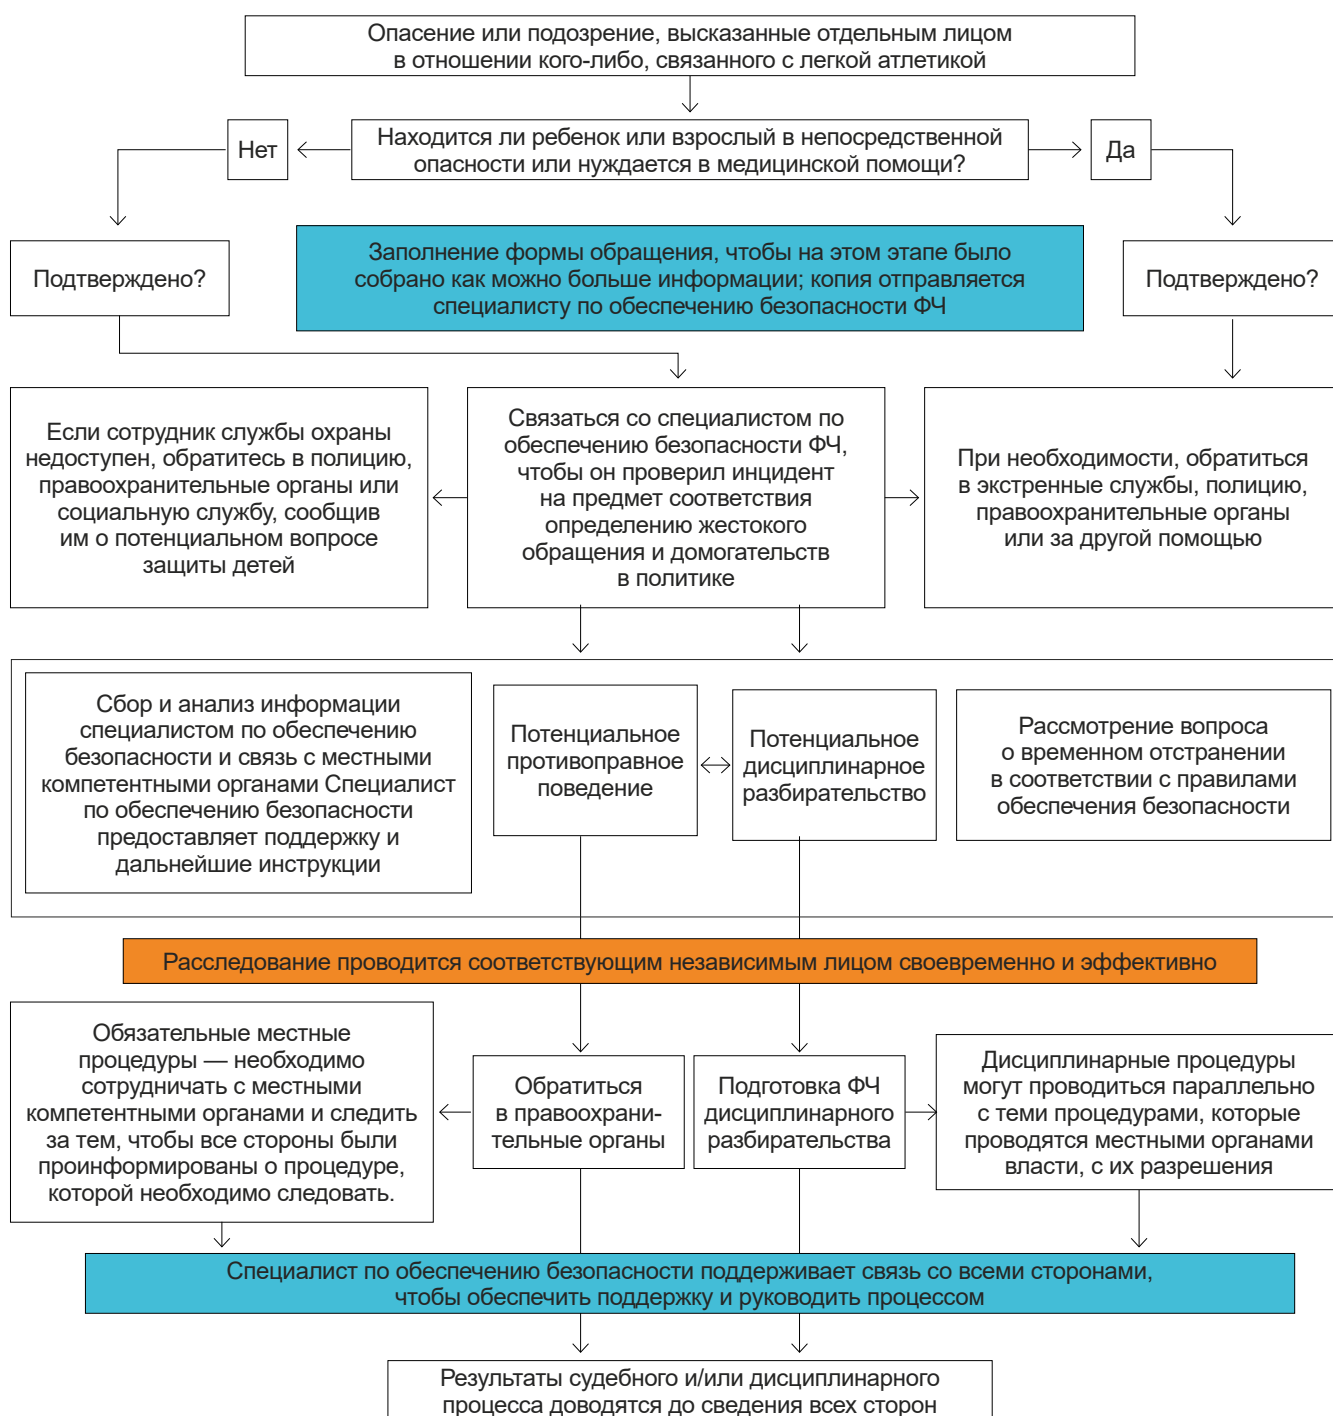 Опасение или подозрение, высказанные отдельным лицом
в отношении кого-либо, связанного с легкой атлетикой
Нет
Находится ли ребенок или взрослый в непосредственной
опасности или нуждается в медицинской помощи?
Да
Подтверждено?
Заполнение формы обращения, чтобы на этом этапе было
собрано как можно больше информации; копия отправляется
специалисту по обеспечению безопасности ФЧ
Подтверждено?
Если сотрудник службы охраны
недоступен, обратитесь в полицию,
правоохранительные органы или
социальную службу, сообщив
им о потенциальном вопросе
защиты детей
Связаться со специалистом по
обеспечению безопасности ФЧ,
чтобы он проверил инцидент
на предмет соответствия
определению жестокого
обращения и домогательств
в политике
При необходимости, обратиться
в экстренные службы, полицию,
правоохранительные органы
или за другой помощью
Сбор и анализ информации
специалистом по обеспечению
безопасности и связь с местными
компетентными органами Специалист
по обеспечению безопасности
предоставляет поддержку и
дальнейшие инструкции
Потенциальное
противоправное
поведение
Потенциальное
дисциплинарное
разбирательство
Рассмотрение вопроса
о временном отстранении
в соответствии с правилами
обеспечения безопасности
Расследование проводится соответствующим независимым лицом своевременно и эффективно
Обязательные местные
процедуры — необходимо
сотрудничать с местными
компетентными органами и следить
за тем, чтобы все стороны были
проинформированы о процедуре,
которой необходимо следовать.
Обратиться
в правоохрани-
тельные органы
Подготовка ФЧ
дисциплинарного
разбирательства
Дисциплинарные процедуры
могут проводиться параллельно
с теми процедурами, которые
проводятся местными органами
власти, с их разрешения
Специалист по обеспечению безопасности поддерживает связь со всеми сторонами,
чтобы обеспечить поддержку и руководить процессом
Результаты судебного и/или дисциплинарного
процесса доводятся до сведения всех сторон